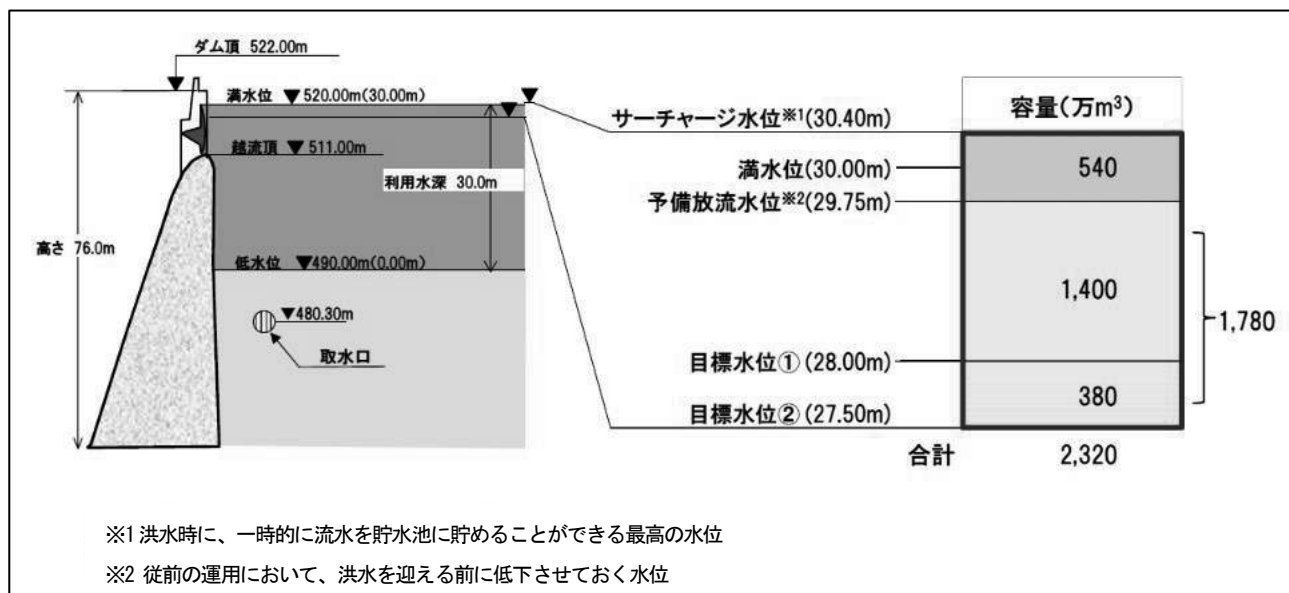 ダム頂 522.00m
満水位 ▼520.00m(30.00m)
越流頂 ▼511.00m
利用水深 30.0m
高さ 76.0m
低水位 ▼490.00m(0.00m)
▼480.30m
取水口
容量(万m³)
サーチャージ水位※1(30.40m)
540
満水位(30.00m)
予備放流水位※2(29.75m)
1,400
1,780
目標水位①(28.00m)
380
目標水位②(27.50m)
合計 2,320
※1 洪水時に、一時的に流水を貯水池に貯めることができる最高の水位
※2 従前の運用において、洪水を迎える前に低下させておく水位